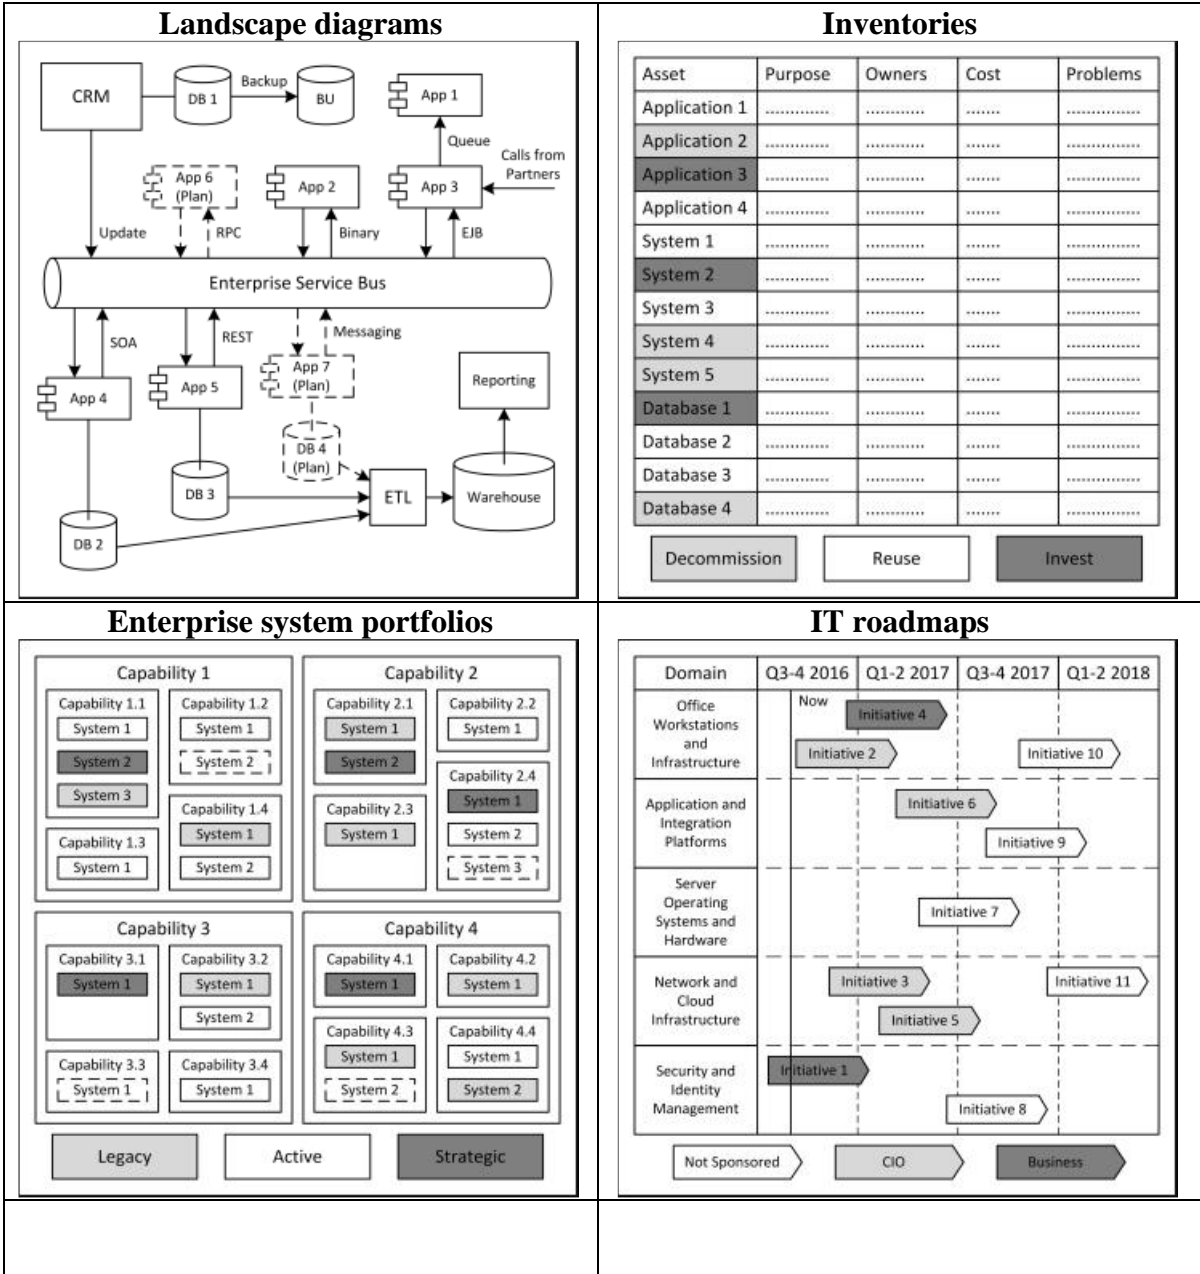 Landscape diagrams
CRM
DB 1
Backup
BU
App 1
Queue
Calls from
Partners
App 6
(Plan)
App 2
App 3
Update
RPC
Binary
EJB
Enterprise Service Bus
SOA
REST
Messaging
App 4
App 5
App 7
(Plan)
Reporting
DB 4
(Plan)
DB 3
ETL
Warehouse
DB 2
Inventories
Asset Purpose Owners Cost Problems
Application 1 ............. ............ ....... ...............
Application 2 ............. ............ ....... ...............
Application 3 ............. ............ ....... ...............
Application 4 ............. ............ ....... ...............
System 1 ............. ............ ....... ...............
System 2 ............. ............ ....... ...............
System 3 ............. ............ ....... ...............
System 4 ............. ............ ....... ...............
System 5 ............. ............ ....... ...............
Database 1 ............. ............ ....... ...............
Database 2 ............. ............ ....... ...............
Database 3 ............. ............ ....... ...............
Database 4 ............. ............ ....... ...............
Decommission Reuse Invest
Enterprise system portfolios
Capability 1
Capability 1.1
System 1
System 2
System 3
Capability 1.2
System 1
System 2
Capability 1.3
System 1
Capability 1.4
System 1
System 2
Capability 2
Capability 2.1
System 1
System 2
Capability 2.2
System 1
Capability 2.3
System 1
Capability 2.4
System 1
System 2
System 3
Capability 3
Capability 3.1
System 1
Capability 3.2
System 1
System 2
Capability 3.3
System 1
Capability 3.4
System 1
Capability 4
Capability 4.1
System 1
Capability 4.2
System 1
Capability 4.3
System 1
System 2
Capability 4.4
System 1
System 2
Legacy Active Strategic
IT roadmaps
Domain Q3-4 2016 Q1-2 2017 Q3-4 2017 Q1-2 2018
Now
Office
Workstations
and
Infrastructure
Initiative 4
Initiative 2
Initiative 10
Application and
Integration
Platforms
Initiative 6
Initiative 9
Server
Operating
Systems and
Hardware
Initiative 7
Network and
Cloud
Infrastructure
Initiative 3
Initiative 11
Initiative 5
Security and
Identity
Management
Initiative 1
Initiative 8
Not Sponsored CIO Business